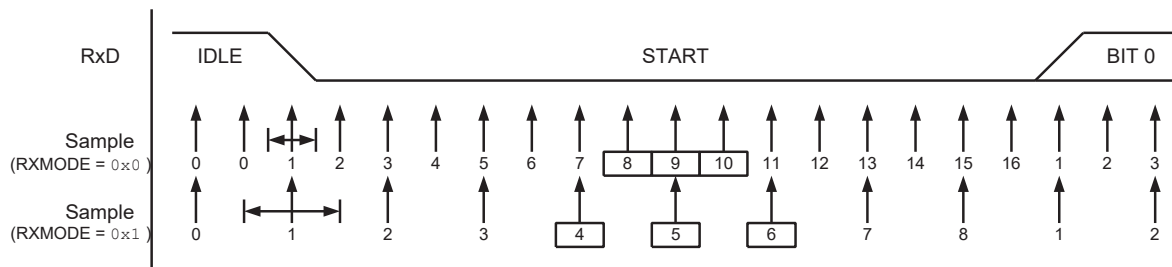 RxD IDLE START BIT 0
Sample
(RXMODE = 0x0 ) 0 0 1 2 3 4 5 6 7 8 9 10 11 12 13 14 15 16 1 2 3
Sample
(RXMODE = 0x1 ) 0 1 2 3 4 5 6 7 8 1 2